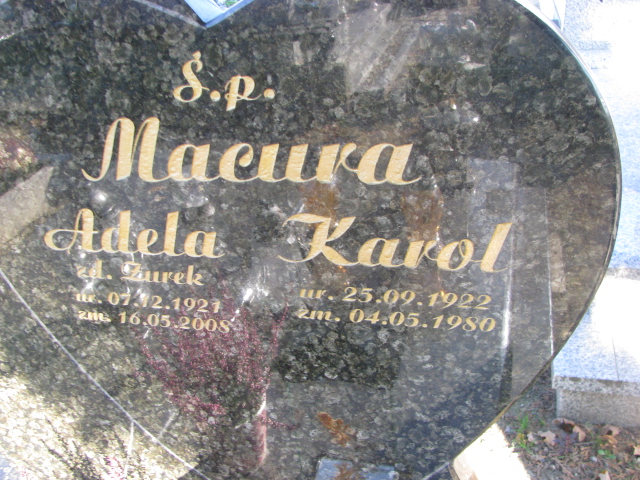 Ś.p.
Macura
Adela Karol
zd. Żurek
ur. 07.12.1921 ur. 25.09.1922
zm. 16.05.2008 zm. 04.05.1980